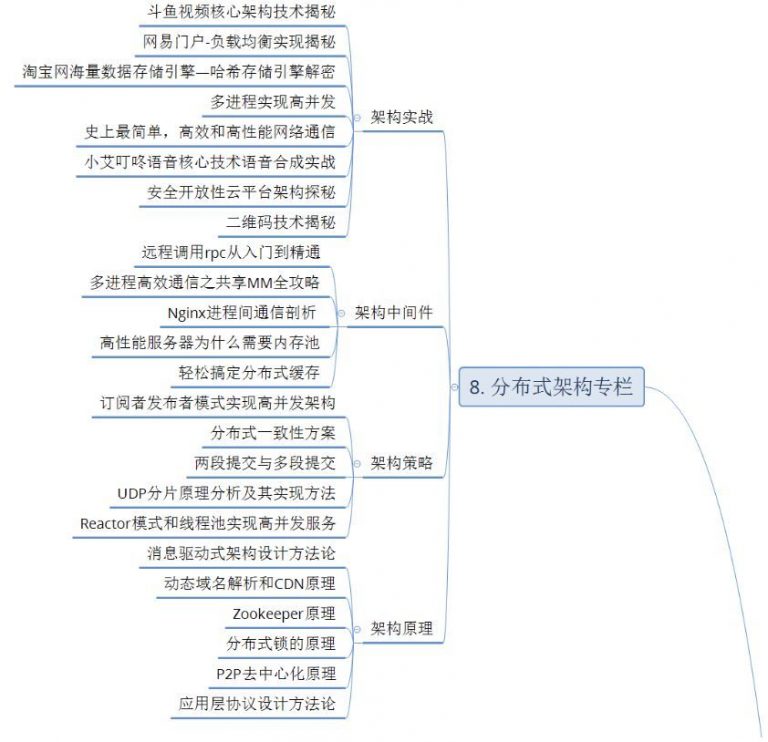 斗鱼视频核心架构技术揭秘
网易门户-负载均衡实现揭秘
淘宝网海量数据存储引擎—哈希存储引擎解密
多进程实现高并发
史上最简单，高效和高性能网络通信
小艾叮咚语音核心技术语音合成实战
安全开放性云平台架构探秘
二维码技术揭秘
架构实战
远程调用rpc从入门到精通
多进程高效通信之共享MM全攻略
Nginx进程间通信剖析
高性能服务器为什么需要内存池
轻松搞定分布式缓存
架构中间件
8. 分布式架构专栏
订阅者发布者模式实现高并发架构
分布式一致性方案
两段提交与多段提交
UDP分片原理分析及其实现方法
Reactor模式和线程池实现高并发服务
架构策略
消息驱动式架构设计方法论
动态域名解析和CDN原理
Zookeeper原理
分布式锁的原理
P2P去中心化原理
应用层协议设计方法论
架构原理